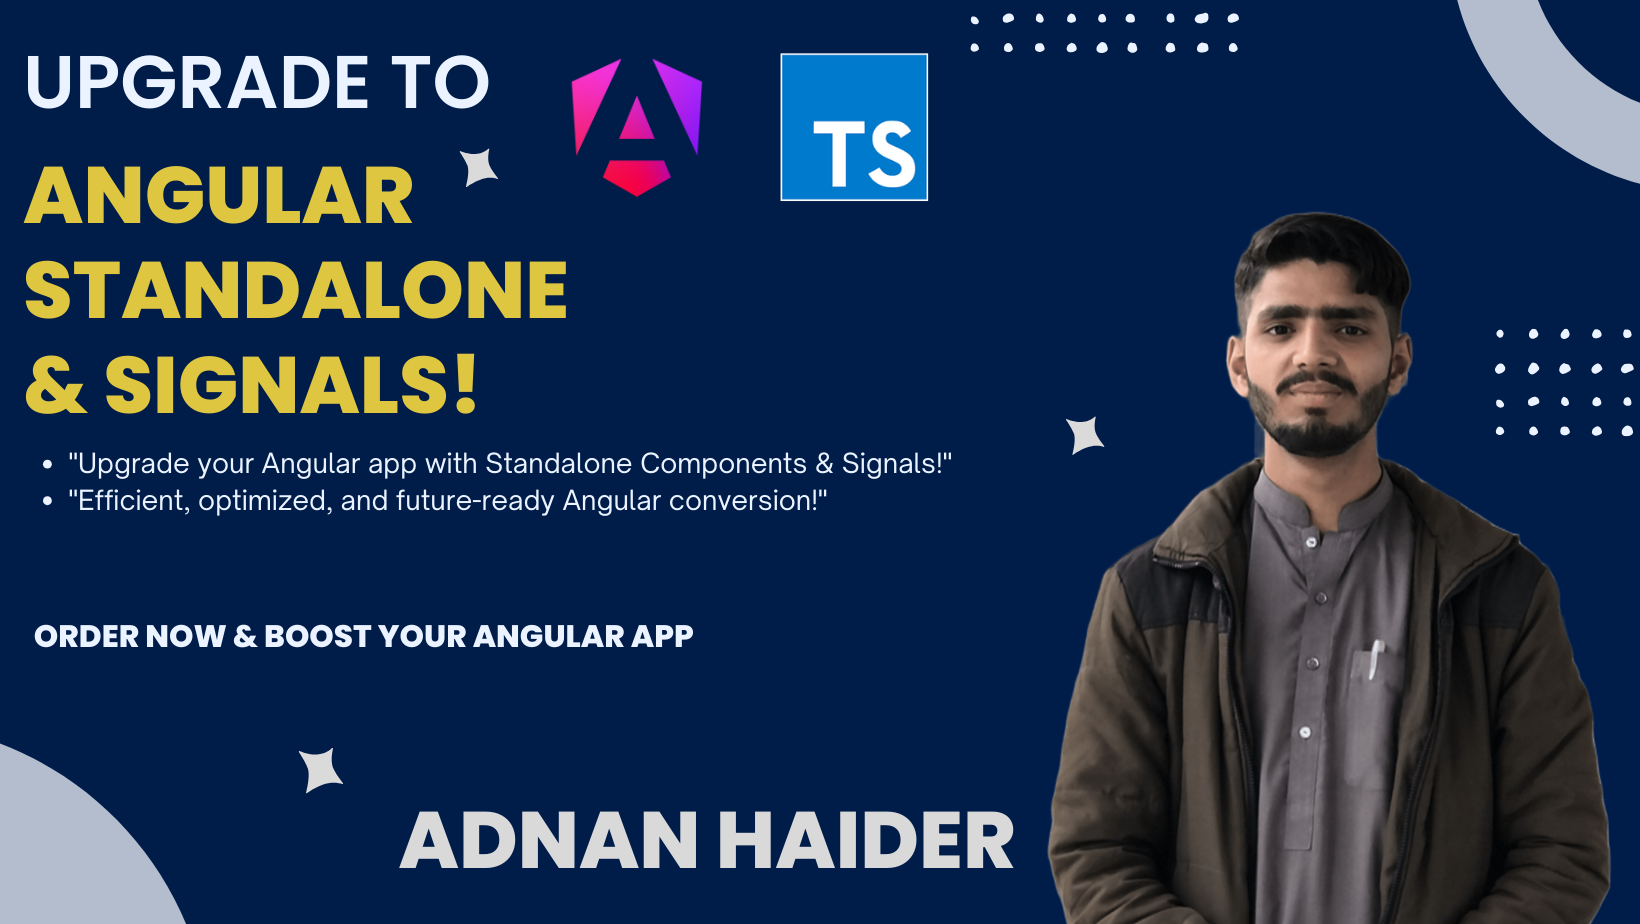 UPGRADE TO
ANGULAR
STANDALONE
& SIGNALS!
TS
• "Upgrade your Angular app with Standalone Components & Signals!"
• "Efficient, optimized, and future-ready Angular conversion!"
ORDER NOW & BOOST YOUR ANGULAR APP
ADNAN HAIDER